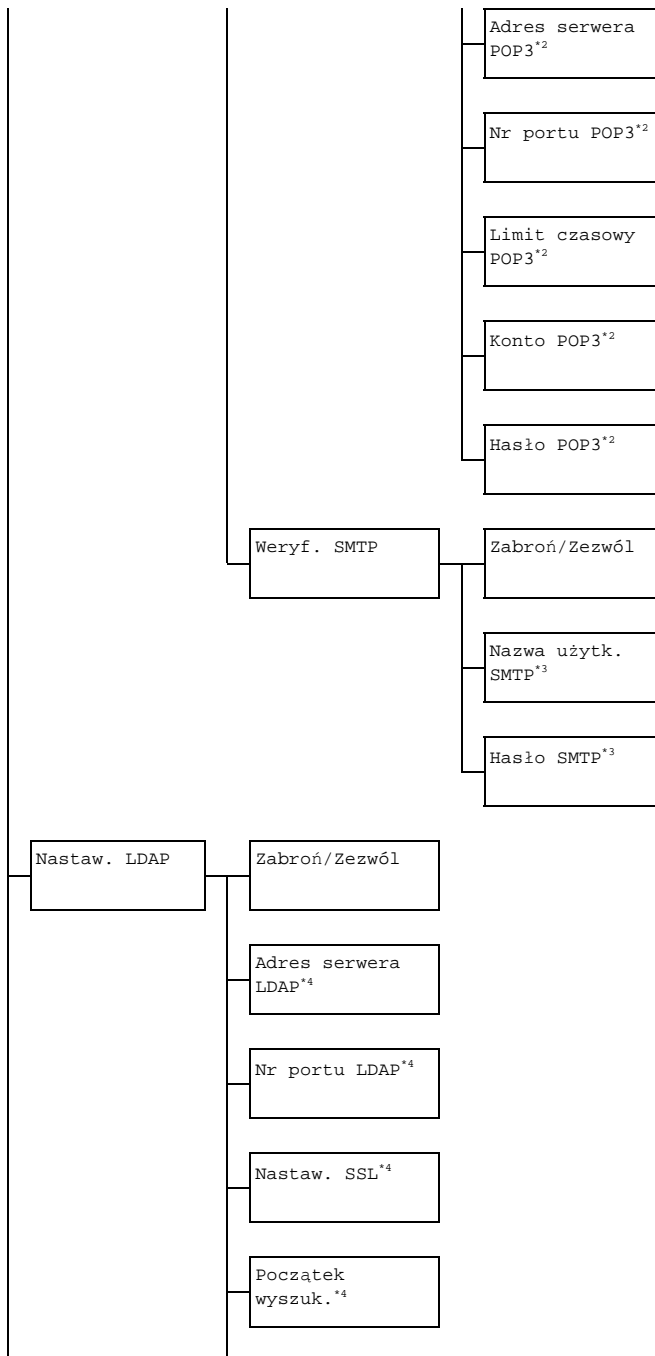 Adres serwera
POP3*2
Nr portu POP3*2
Limit czasowy
POP3*2
Konto POP3*2
Hasło POP3*2
Weryf. SMTP
Zabroń/Zezwól
Nazwa użytk.
SMTP*3
Hasło SMTP*3
Nastaw. LDAP
Zabroń/Zezwól
Adres serwera
LDAP*4
Nr portu LDAP*4
Nastaw. SSL*4
Początek
wyszuk.*4